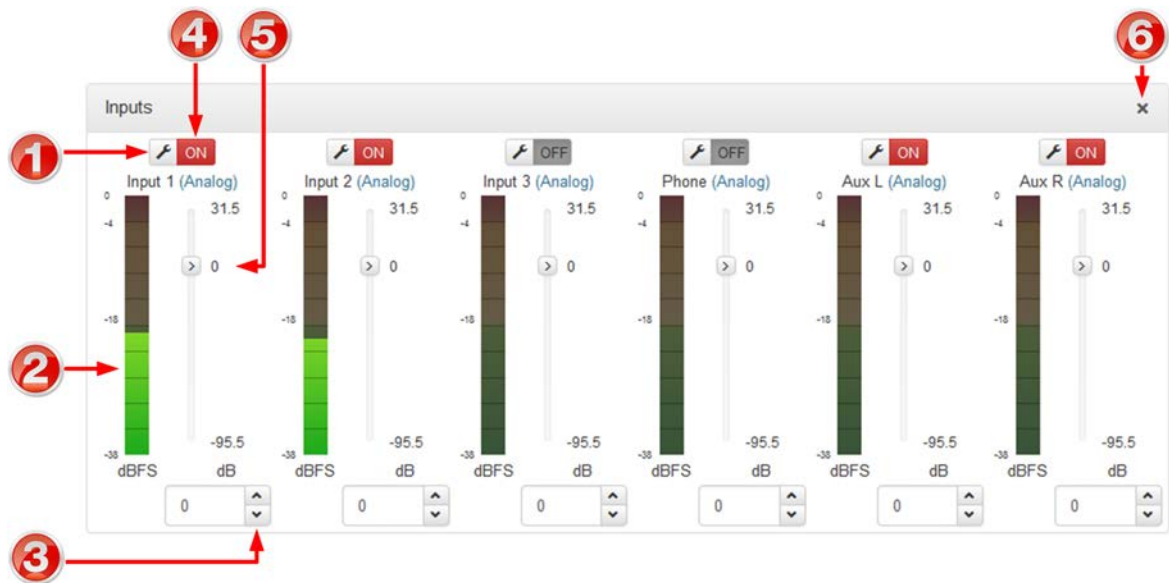 4 5 6
Inputs ×
1
ON ON OFF OFF ON ON
Input 1 (Analog) Input 2 (Analog) Input 3 (Analog) Phone (Analog) Aux L (Analog) Aux R (Analog)
0 31.5 0 31.5 0 31.5 0 31.5 0 31.5 0 31.5
-4 -4 -4 -4 -4 -4
0 0 0 0 0 0
-18 -18 -18 -18 -18 -18
2
-95.5 -95.5 -95.5 -95.5 -95.5 -95.5
-38 -38 -38 -38 -38 -38
dBFS dB dBFS dB dBFS dB dBFS dB dBFS dB dBFS dB
0 0 0 0 0 0
3